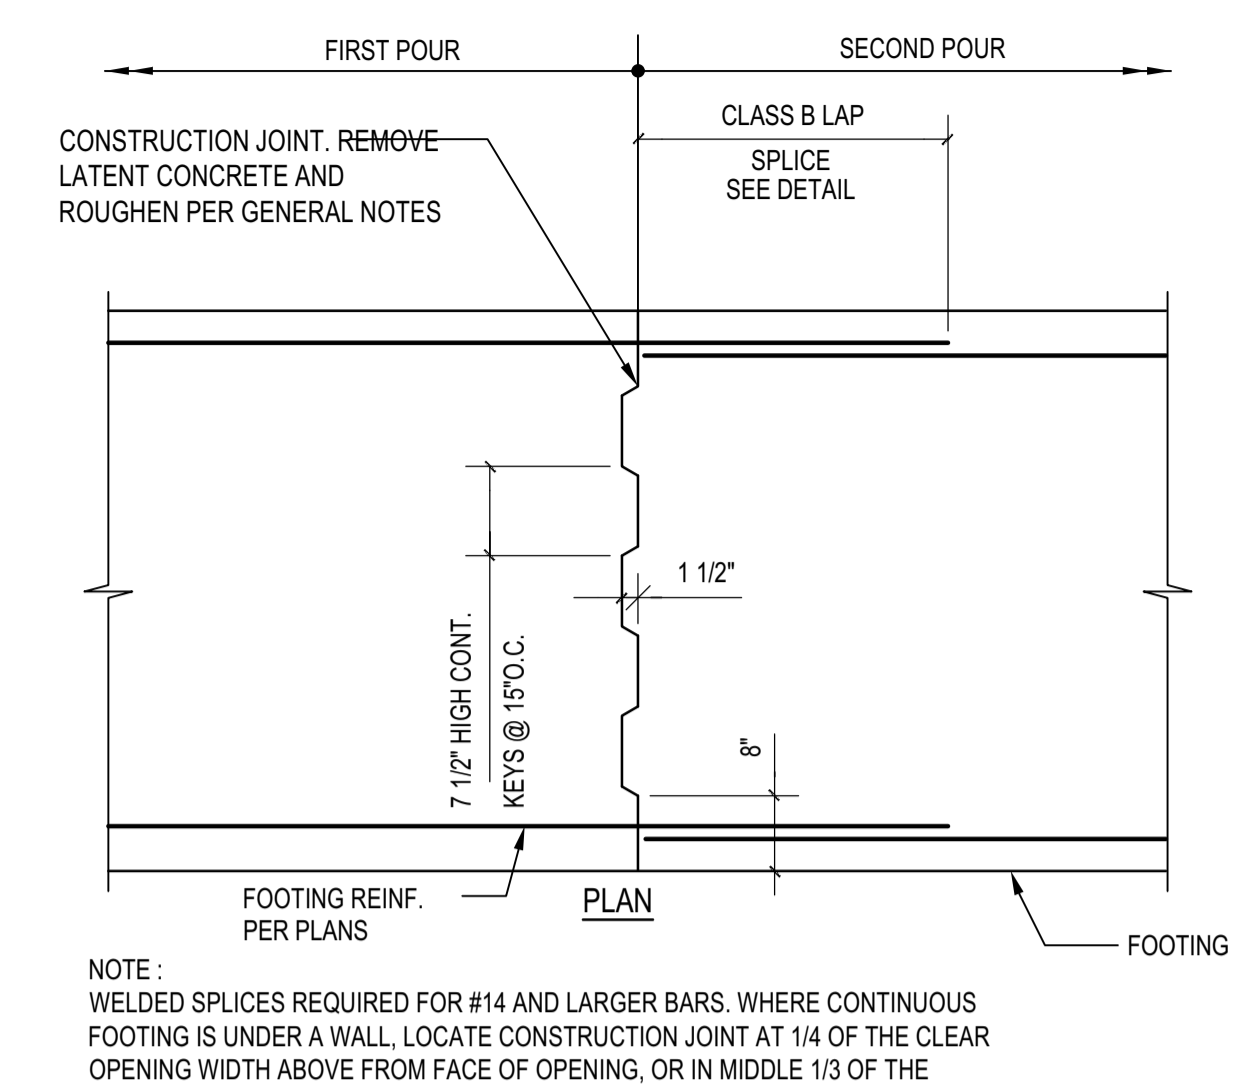 FIRST POUR
SECOND POUR
CLASS B LAP
SPLICE
SEE DETAIL
CONSTRUCTION JOINT. REMOVE
LATENT CONCRETE AND
ROUGHEN PER GENERAL NOTES
1 1/2"
7 1/2" HIGH CONT.
KEYS @ 15"O.C.
8"
FOOTING REINF.
PER PLANS
PLAN
FOOTING
NOTE :
WELDED SPLICES REQUIRED FOR #14 AND LARGER BARS. WHERE CONTINUOUS
FOOTING IS UNDER A WALL, LOCATE CONSTRUCTION JOINT AT 1/4 OF THE CLEAR
OPENING WIDTH ABOVE FROM FACE OF OPENING, OR IN MIDDLE 1/3 OF THE